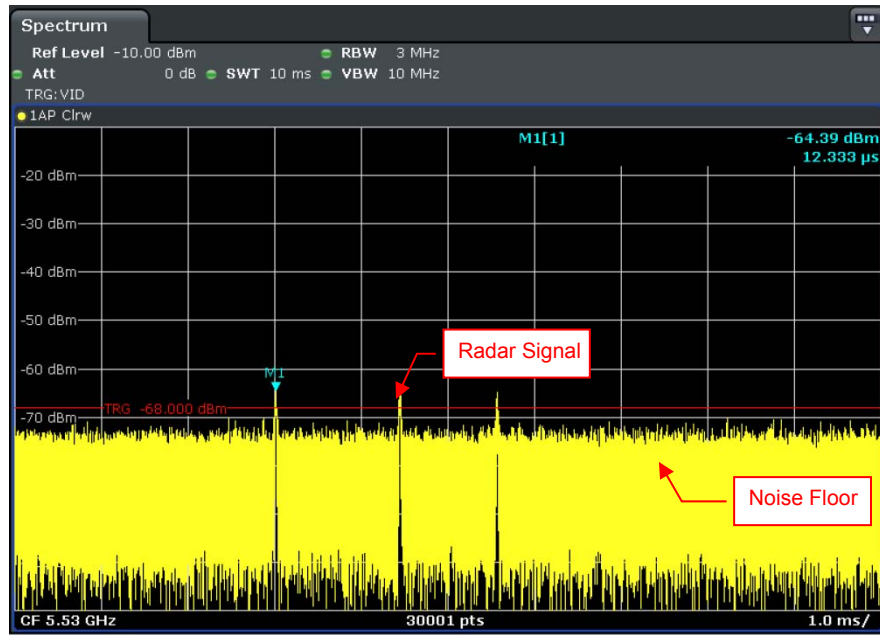 Spectrum
Ref Level -10.00 dBm RBW 3 MHz
Att 0 dB SWT 10 ms VBW 10 MHz
TRG:VID
1AP Clrw
M1[1] -64.39 dBm
12.333 µs
-20 dBm
-30 dBm
-40 dBm
-50 dBm
Radar Signal
-60 dBm
M1
TRG -68.000 dBm
-70 dBm
Noise Floor
CF 5.53 GHz 30001 pts 1.0 ms/